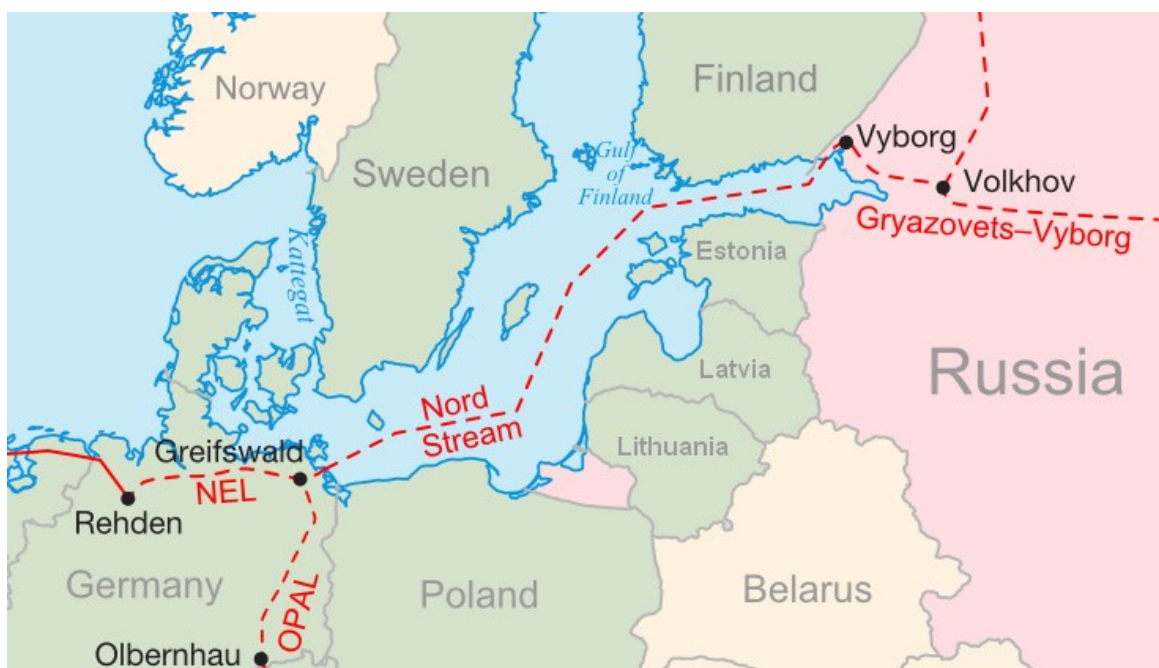 Norway
Finland
Vyborg
Gulf
of
Finland
Sweden
Volkhov
Gryazovets–Vyborg
Kattegat
Estonia
Russia
Latvia
Nord
Stream
Lithuania
Greifswald
NEL
Rehden
Germany
OPAL
Poland
Belarus
Olbernhau